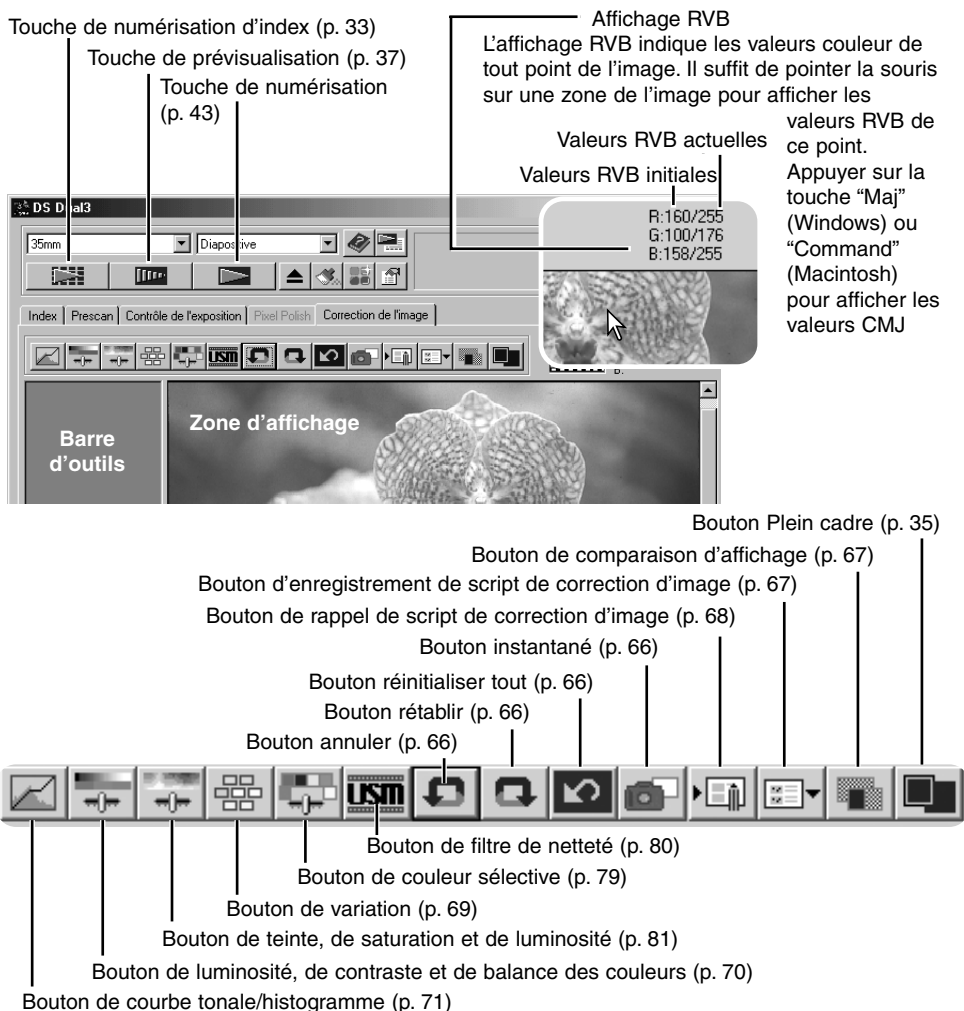 Touche de numérisation d'index (p. 33)
Touche de prévisualisation (p. 37)
Touche de numérisation
(p. 43)
Affichage RVB
L'affichage RVB indique les valeurs couleur de
tout point de l'image. Il suffit de pointer la souris
sur une zone de l'image pour afficher les
valeurs RVB de
ce point.
Appuyer sur la
touche “Maj”
(Windows) ou
“Command”
(Macintosh)
pour afficher les
valeurs CMJ
Valeurs RVB actuelles
Valeurs RVB initiales
DS Dual3
R:160/255
G:100/176
B:158/255
35mm
Diapositive
Index Prescan Contrôle de l'exposition Pixel Polish Correction de l'image
USM
B:
Barre
d'outils
Zone d'affichage
Bouton Plein cadre (p. 35)
Bouton de comparaison d'affichage (p. 67)
Bouton d'enregistrement de script de correction d'image (p. 67)
Bouton de rappel de script de correction d'image (p. 68)
Bouton instantané (p. 66)
Bouton réinitialiser tout (p. 66)
Bouton rétablir (p. 66)
Bouton annuler (p. 66)
USM
Bouton de filtre de netteté (p. 80)
Bouton de couleur sélective (p. 79)
Bouton de variation (p. 69)
Bouton de teinte, de saturation et de luminosité (p. 81)
Bouton de luminosité, de contraste et de balance des couleurs (p. 70)
Bouton de courbe tonale/histogramme (p. 71)